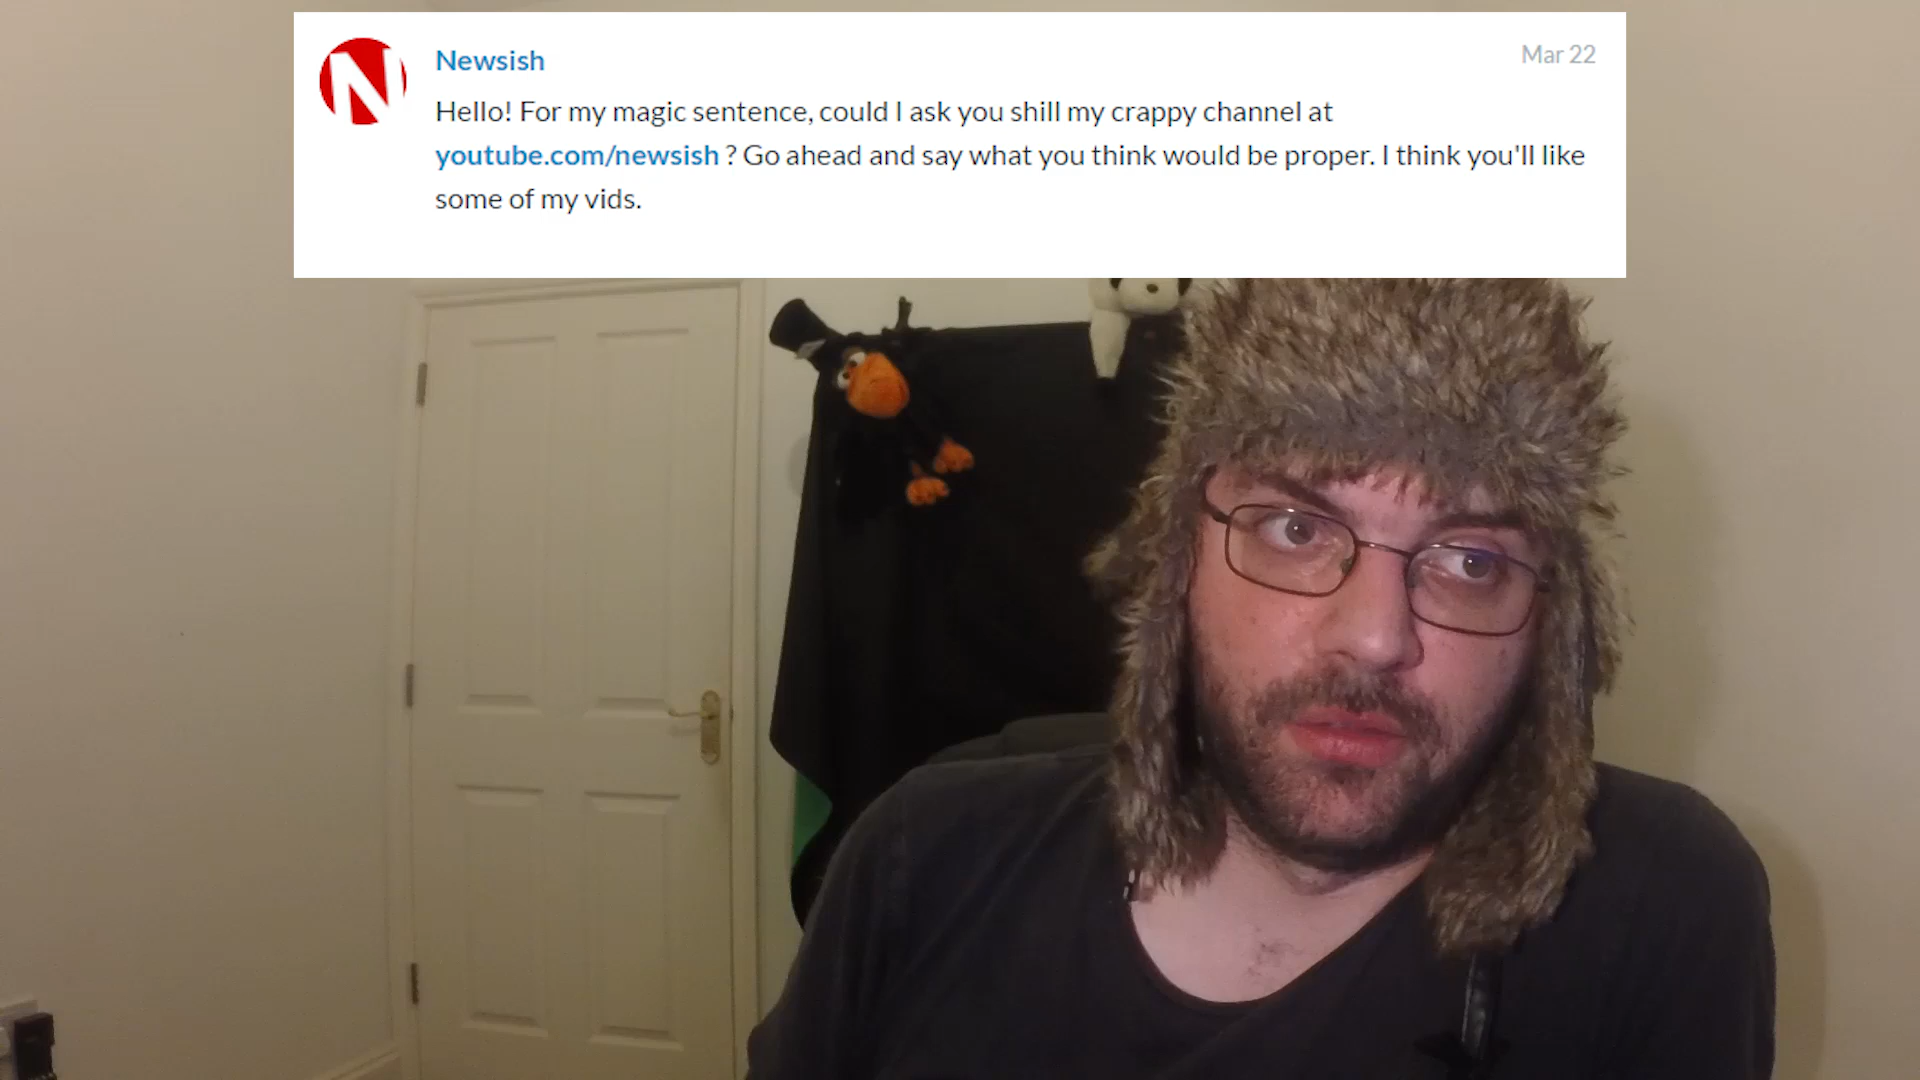 Newsish
Mar 22
Hello! For my magic sentence, could I ask you shill my crappy channel at
youtube.com/newsish ? Go ahead and say what you think would be proper. I think you'll like
some of my vids.